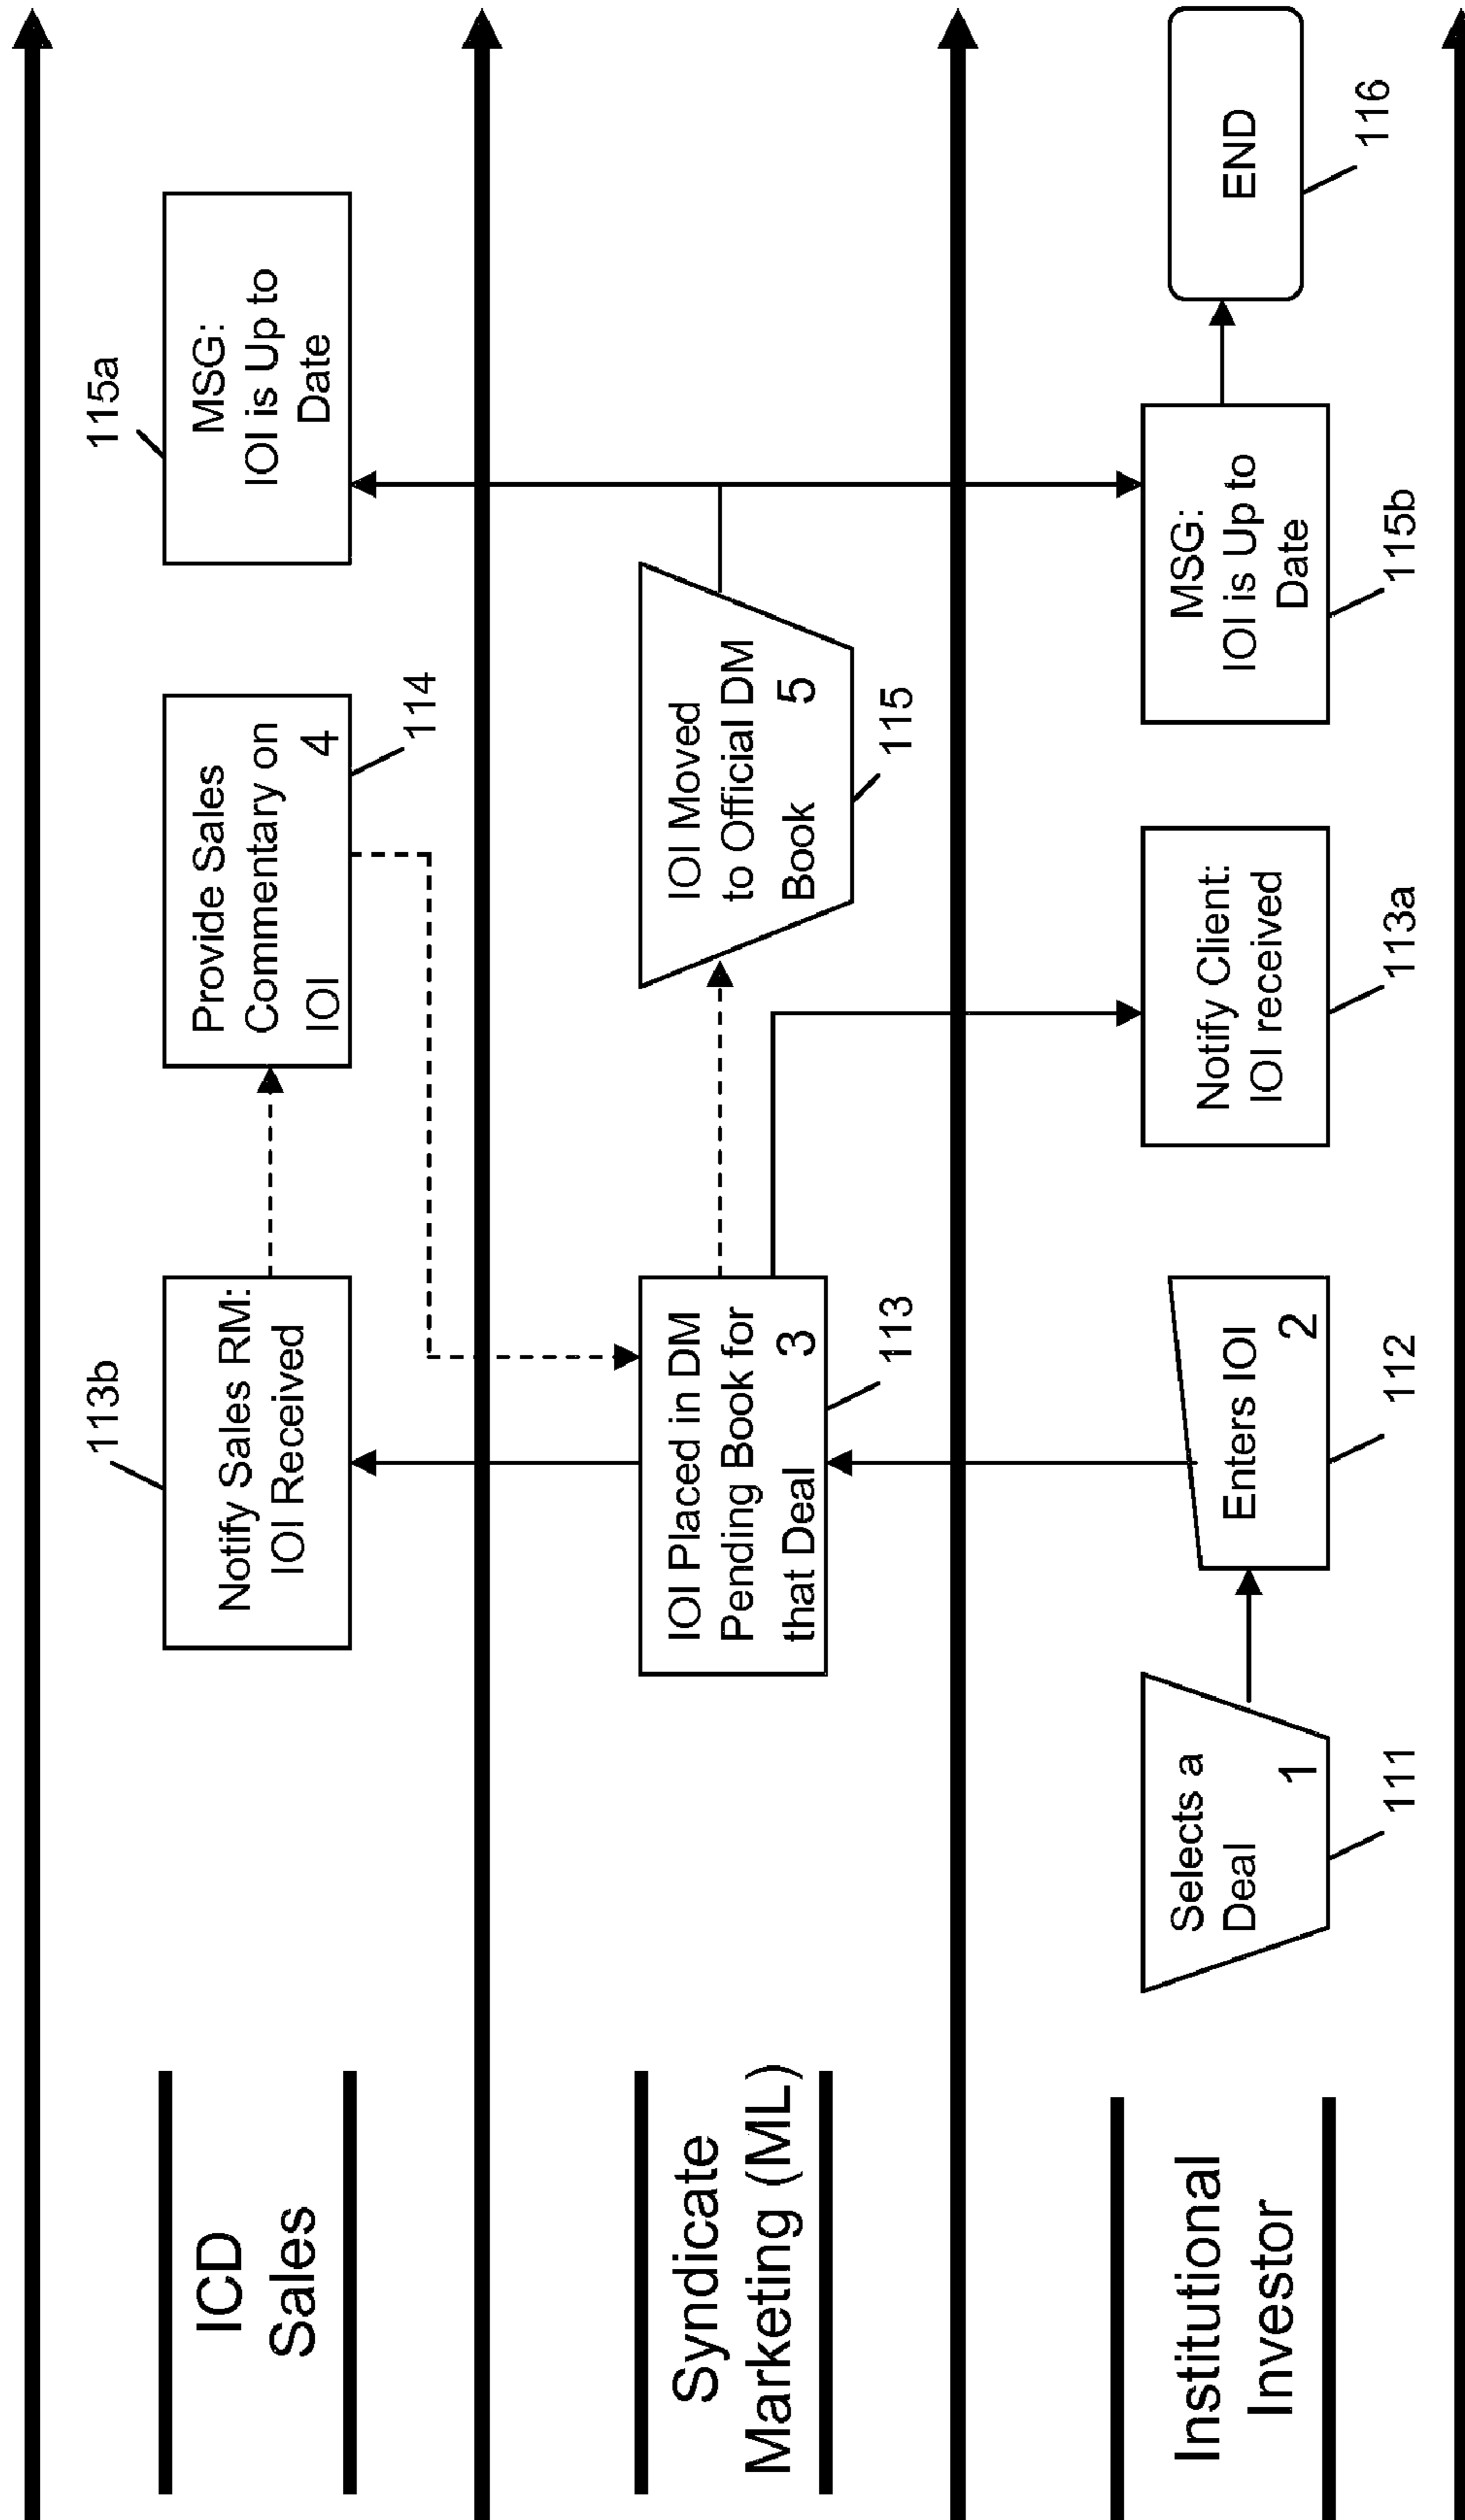 ICD
Sales
113b
Notify Sales RM:
IOI Received
Provide Sales
Commentary on
IOI 4
114
115a
MSG:
IOI is Up to
Date
Syndicate
Marketing (ML)
IOI Placed in DM
Pending Book for
that Deal 3
113
IOI Moved
to Official DM
Book 5
115
Institutional
Investor
Selects a
Deal 1
111
Enters IOI
2
112
Notify Client:
IOI received
113a
MSG:
IOI is Up to
Date
115b
END
116